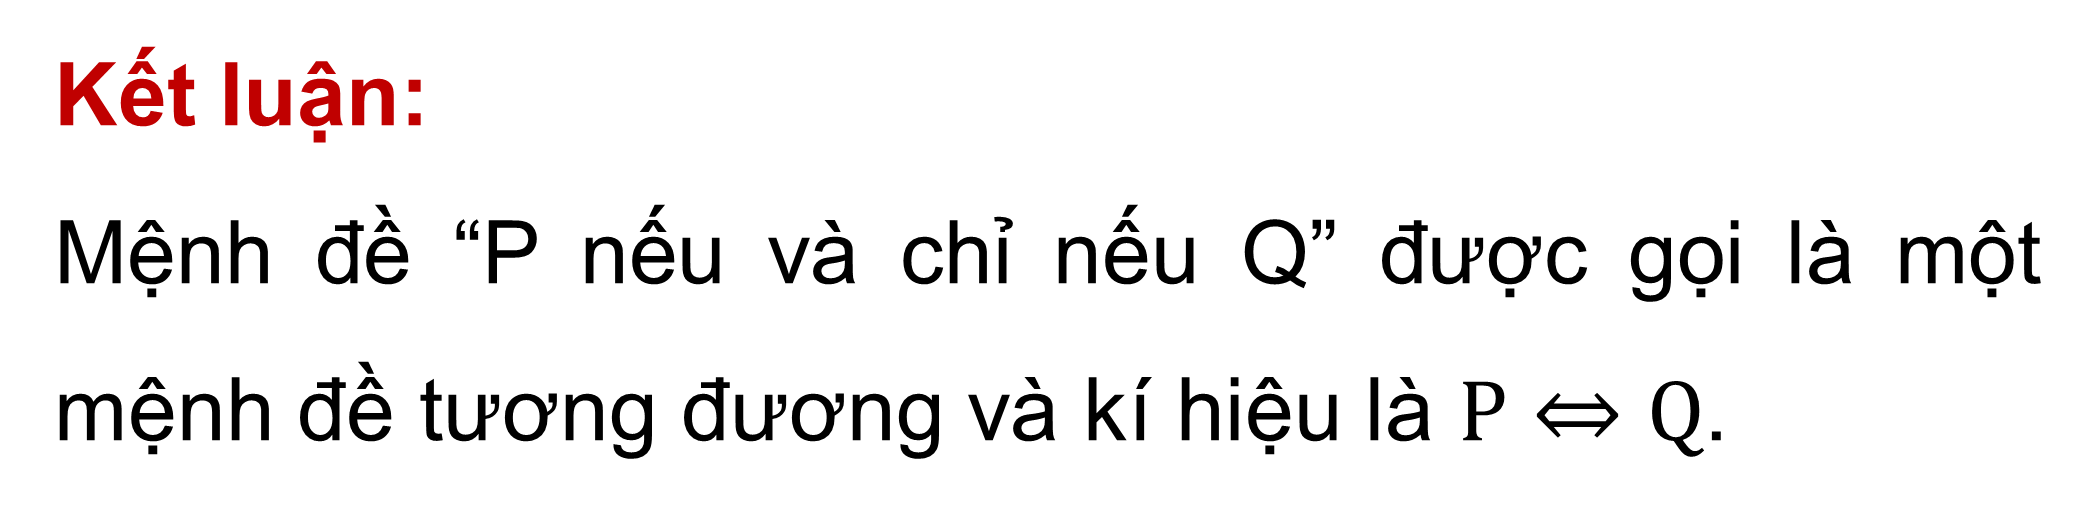 Kết luận:
Mệnh đề “P nếu và chỉ nếu Q” được gọi là một
mệnh đề tương đương và kí hiệu là P ⇔ Q.